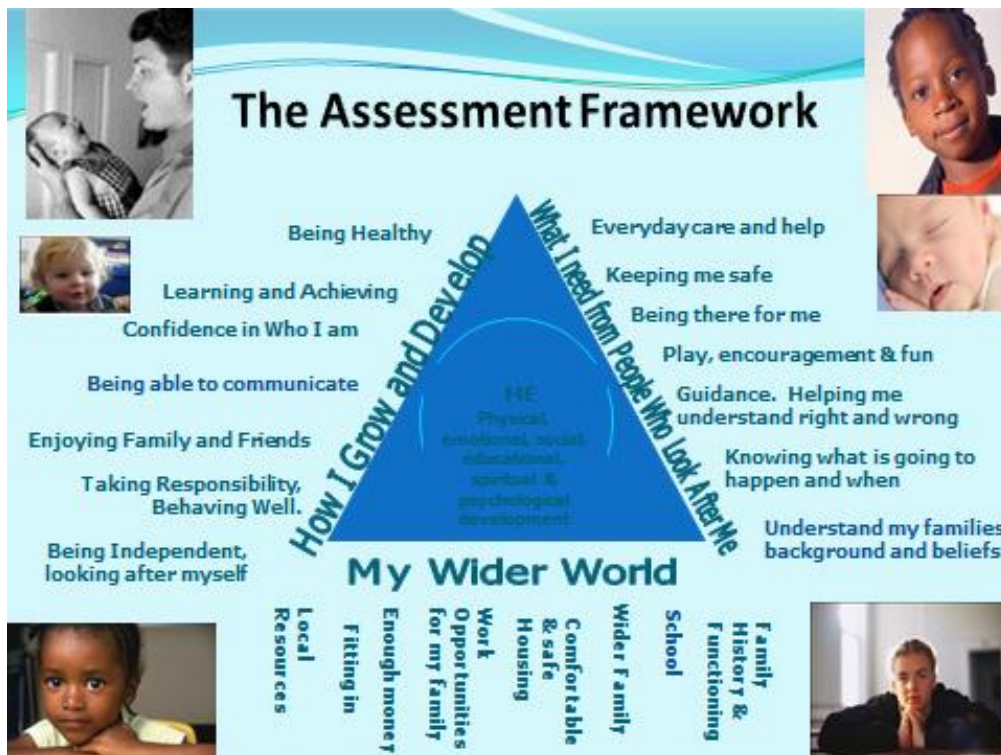 The Assessment Framework
Being Healthy
Learning and Achieving
Confidence in Who I am
Being able to communicate
Enjoying Family and Friends
Taking Responsibility,
Behaving Well.
Being Independent,
looking after myself
How I Grow and Develop
ME
Physical,
emotional, social
educational,
spiritual &
psychological
development
What I need from People Who Look After Me
Everyday care and help
Keeping me safe
Being there for me
Play, encouragement & fun
Guidance. Helping me
understand right and wrong
Knowing what is going to
happen and when
Understand my families
background and beliefs
My Wider World
Local
Resources
Fitting in
Enough money
Work
Opportunities
for my family
Comfortable
& safe
Housing
Wider Family
School
Family
History &
Functioning